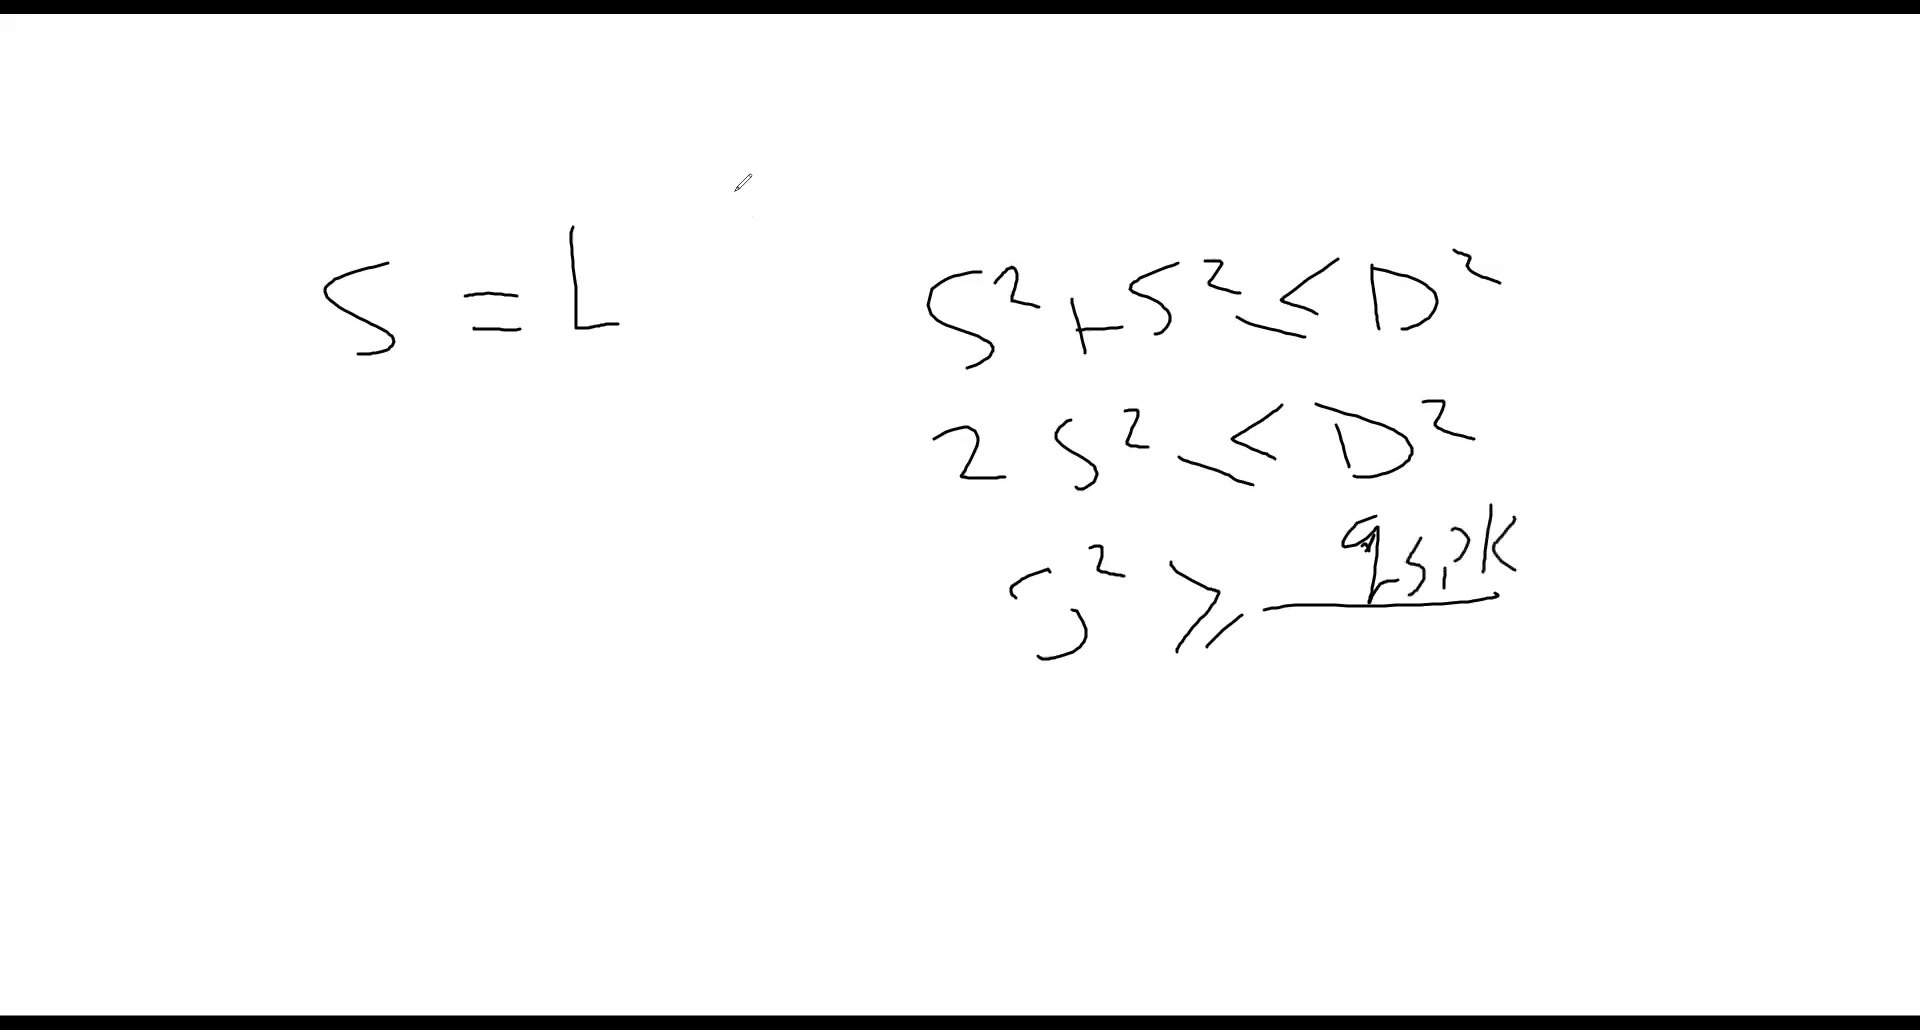 S = L
S² + S² ≤ D²
2 S² ≤ D²
S² ≥